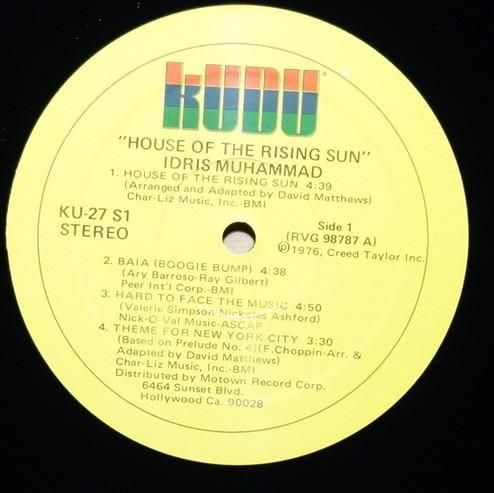 KUDU
"HOUSE OF THE RISING SUN"
IDRIS MUHAMMAD
1. HOUSE OF THE RISING SUN 4:39
(Arranged and Adapted by David Matthews)
Char-Liz Music, Inc.-BMI
KU-27 S1
STEREO
Side 1
(RVG 98787 A)
℗1976, Creed Taylor Inc.
2. BAIA (BOOGIE BUMP) 4:38
(Ary Barroso-Ray Gilbert)
Peer Int'l Corp.-BMI
3. HARD TO FACE THE MUSIC 4:50
(Valerie Simpson-Nickoles Ashford)
Nick-O-Val Music-ASCAP
4. THEME FOR NEW YORK CITY 3:30
(Based on Prelude No. 4)(F.Choppin-Arr. &
Adapted by David Matthews)
Char-Liz Music, Inc.-BMI
Distributed by Motown Record Corp.
6464 Sunset Blvd.
Hollywood Ca. 90028